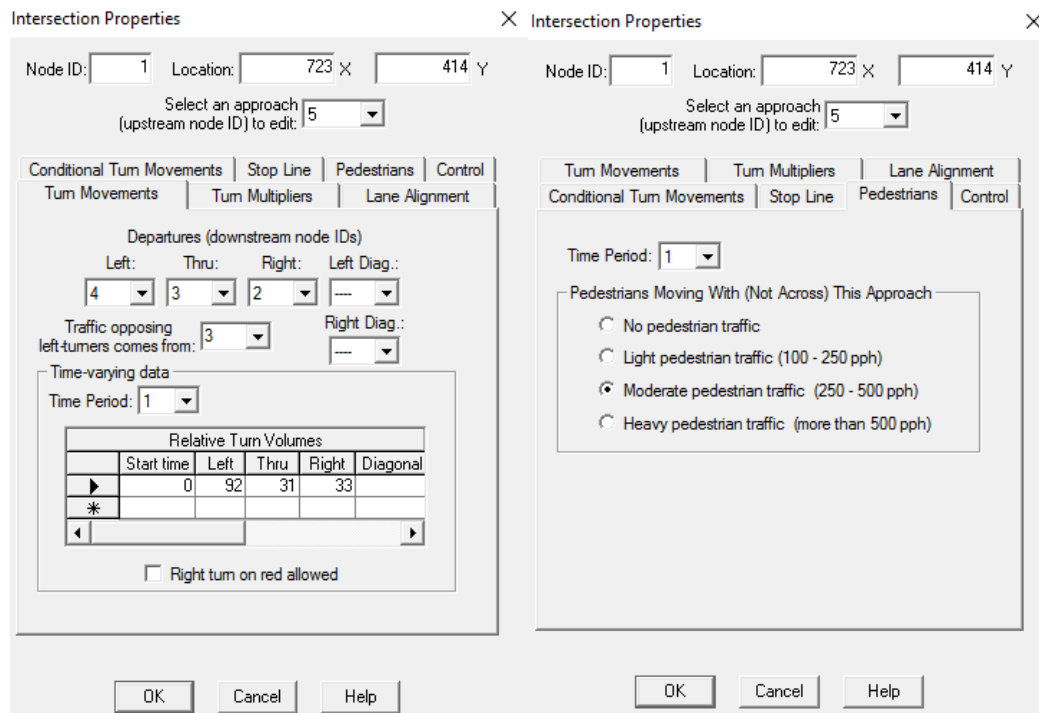 Intersection Properties
Node ID: 1 Location: 723 X 414 Y
Select an approach
(upstream node ID) to edit: 5
Conditional Turn Movements Stop Line Pedestrians Control
Turn Movements Turn Multipliers Lane Alignment
Departures (downstream node IDs)
Left: Thru: Right: Left Diag.:
4 3 2 ----
Traffic opposing
left-turners comes from: 3
Right Diag.:
----
Time-varying data
Time Period: 1
Relative Turn Volumes
Start time Left Thru Right Diagonal
0 92 31 33
Right turn on red allowed
OK Cancel Help
Intersection Properties
Node ID: 1 Location: 723 X 414 Y
Select an approach
(upstream node ID) to edit: 5
Turn Movements Turn Multipliers Lane Alignment
Conditional Turn Movements Stop Line Pedestrians Control
Time Period: 1
Pedestrians Moving With (Not Across) This Approach
No pedestrian traffic
Light pedestrian traffic (100 - 250 pph)
Moderate pedestrian traffic (250 - 500 pph)
Heavy pedestrian traffic (more than 500 pph)
OK Cancel Help